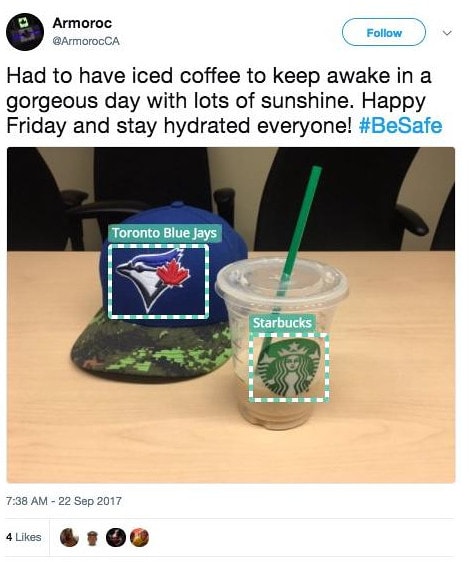 Armoroc
@ArmorocCA
Follow
Had to have iced coffee to keep awake in a
gorgeous day with lots of sunshine. Happy
Friday and stay hydrated everyone! #BeSafe
Toronto Blue Jays
Starbucks
7:38 AM - 22 Sep 2017
4 Likes